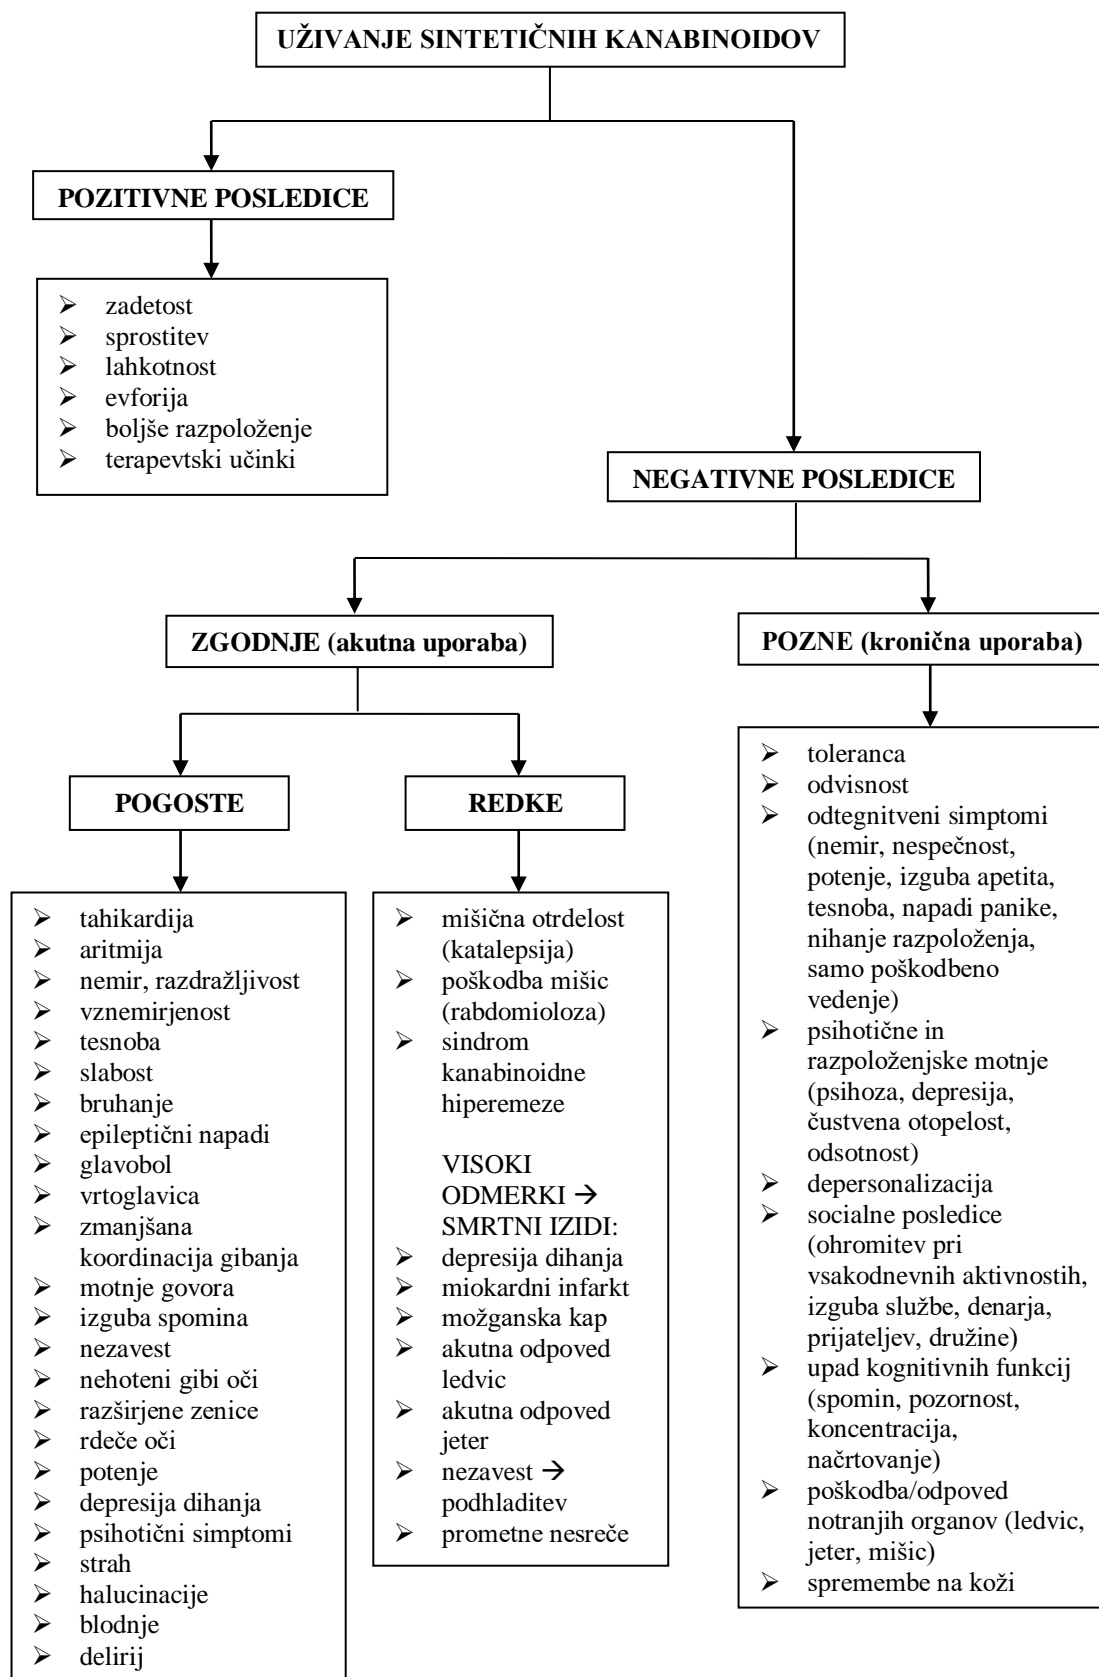 UŽIVANJE SINTETIČNIH KANABINOIDOV
POZITIVNE POSLEDICE
➢ zadetost
➢ sprostitev
➢ lahkotnost
➢ evforija
➢ boljše razpoloženje
➢ terapevtski učinki
NEGATIVNE POSLEDICE
ZGODNJE (akutna uporaba)
POGOSTE
➢ tahikardija
➢ aritmija
➢ nemir, razdražljivost
➢ vznemirjenost
➢ tesnoba
➢ slabost
➢ bruhanje
➢ epileptični napadi
➢ glavobol
➢ vrtoglavica
➢ zmanjšana
koordinacija gibanja
➢ motnje govora
➢ izguba spomina
➢ nezavest
➢ nehoteni gibi oči
➢ razširjene zenice
➢ rdeče oči
➢ potenje
➢ depresija dihanja
➢ psihotični simptomi
➢ strah
➢ halucinacije
➢ blodnje
➢ delirij
REDKE
➢ mišična otrdelost
(katalepsija)
➢ poškodba mišic
(rabdomioloza)
➢ sindrom
kanabinoidne
hiperemeze
VISOKI
ODMERKI →
SMRTNI IZIDI:
➢ depresija dihanja
➢ miokardni infarkt
➢ možganska kap
➢ akutna odpoved
ledvic
➢ akutna odpoved
jeter
➢ nezavest →
podhladitev
➢ prometne nesreče
POZNE (kronična uporaba)
➢ toleranca
➢ odvisnost
➢ odtegnitveni simptomi
(nemir, nespečnost,
potenje, izguba apetita,
tesnoba, napadi panike,
nihanje razpoloženja,
samo poškodbeno
vedenje)
➢ psihotične in
razpoloženjske motnje
(psihoza, depresija,
čustvena otopelost,
odsotnost)
➢ depersonalizacija
➢ socialne posledice
(ohromitev pri
vsakodnevnih aktivnostih,
izguba službe, denarja,
prijateljev, družine)
➢ upad kognitivnih funkcij
(spomin, pozornost,
koncentracija,
načrtovanje)
➢ poškodba/odpoved
notranjih organov (ledvic,
jeter, mišic)
➢ spremembe na koži